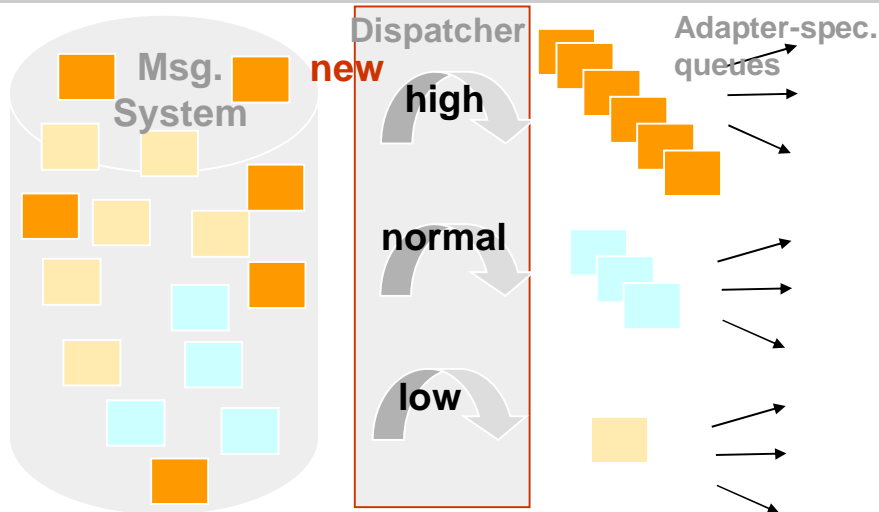 Msg.
System
new
Dispatcher
high
normal
low
Adapter-spec.
queues